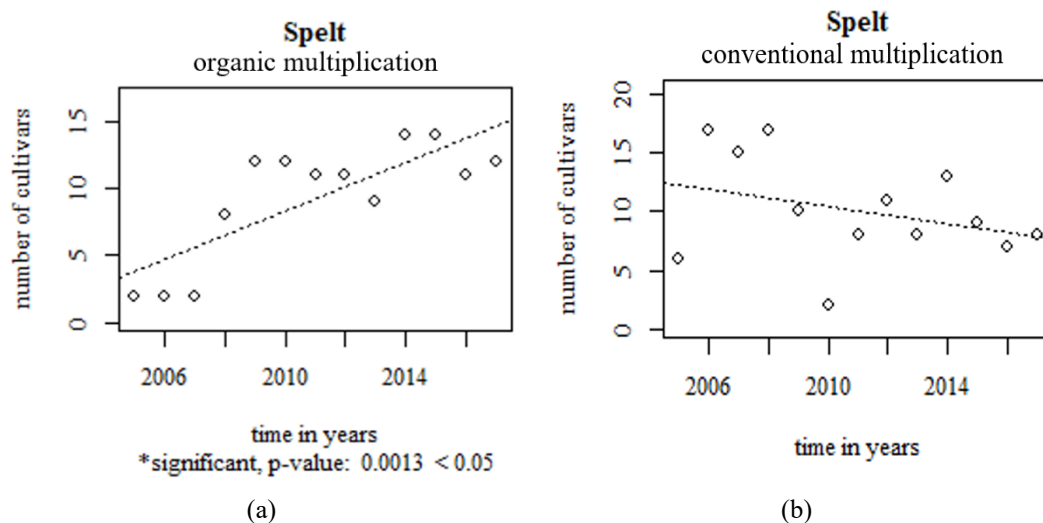 Spelt
organic multiplication
number of cultivars
15
10
5
0
2006
2010
2014
time in years
*significant, p-value: 0.0013 < 0.05
(a)
Spelt
conventional multiplication
number of cultivars
20
15
10
5
0
2006
2010
2014
time in years
(b)